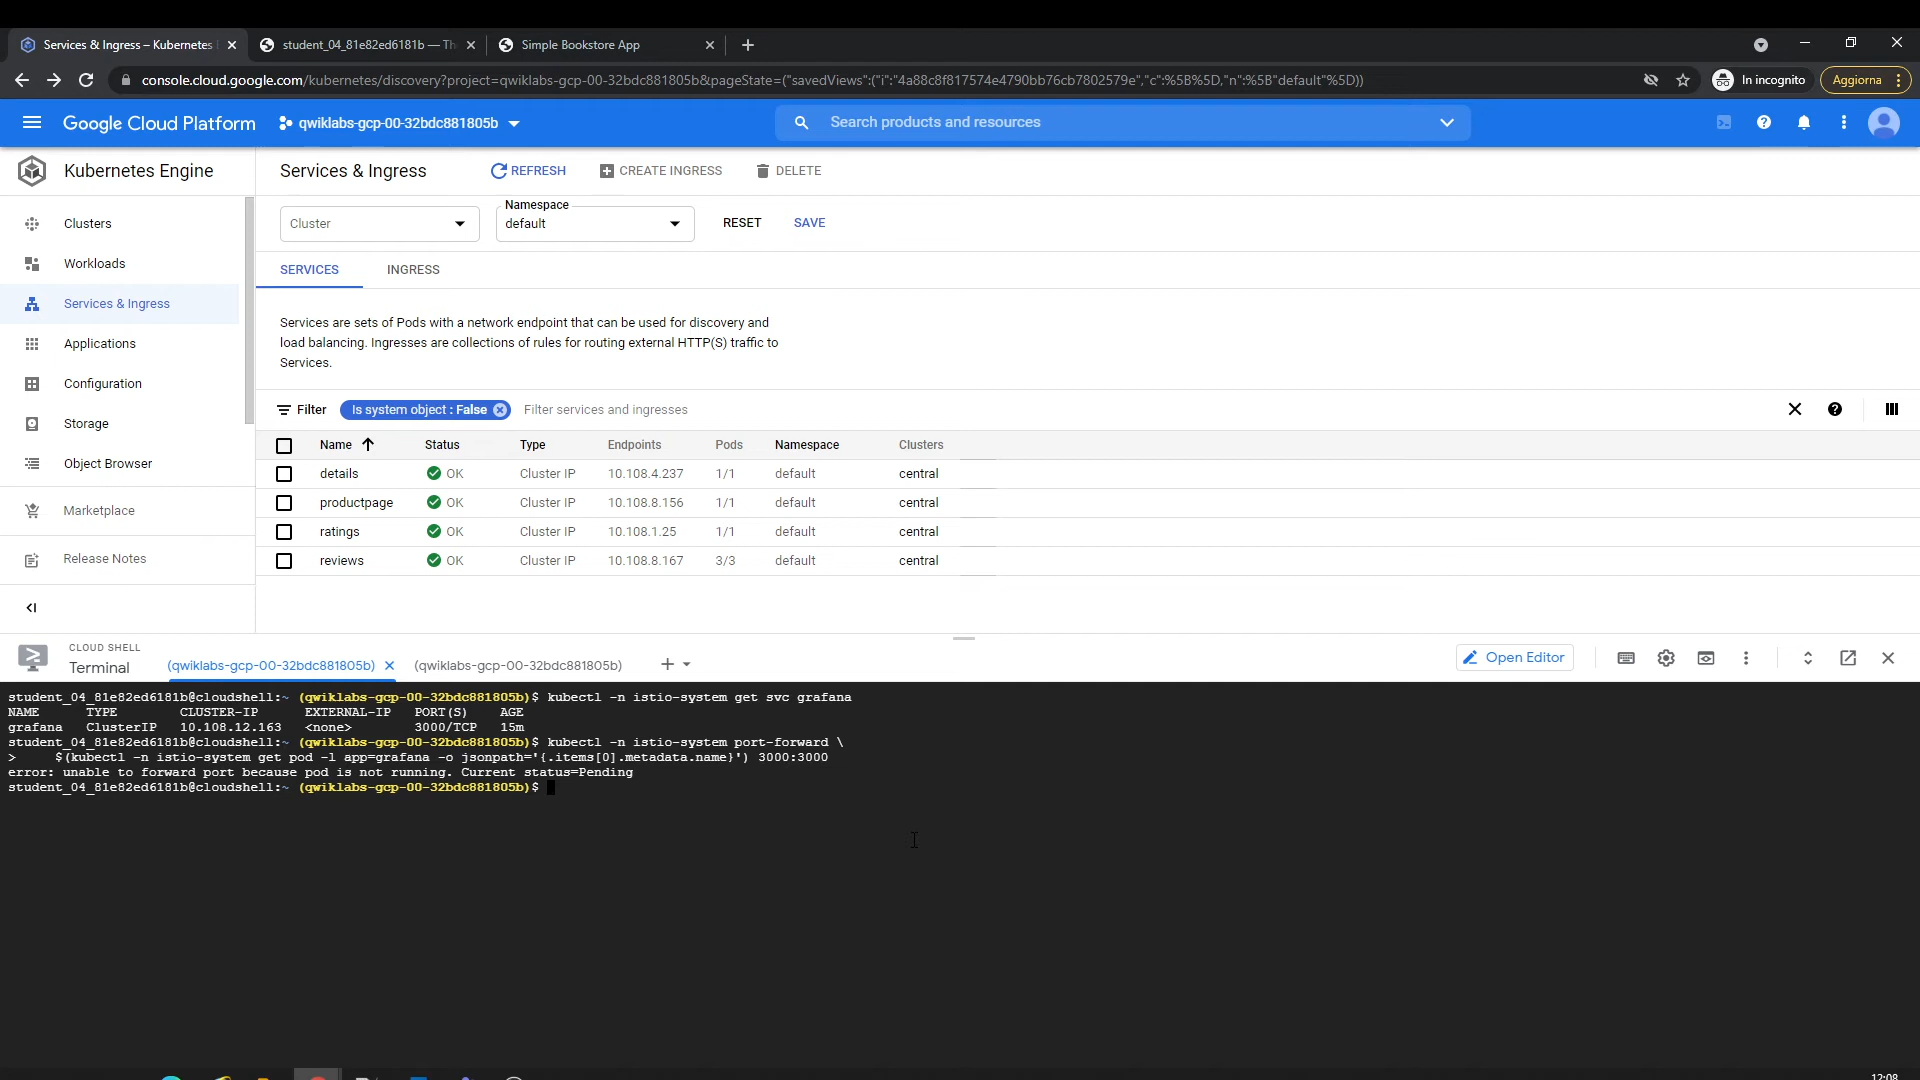 Services & Ingress – Kubernetes
student_04_81e82ed6181b — Th
Simple Bookstore App
console.cloud.google.com/kubernetes/discovery?project=qwiklabs-gcp-00-32bdc881805b&pageState=("savedViews":("i":"4a88c8f817574e4790bb76cb7802579e","c":%5B%5D,"n":%5B"default"%5D))
In incognito
Aggiorna
Google Cloud Platform
qwiklabs-gcp-00-32bdc881805b
Search products and resources
Kubernetes Engine
Services & Ingress
REFRESH
CREATE INGRESS
DELETE
Clusters
Workloads
Services & Ingress
Applications
Configuration
Storage
Object Browser
Marketplace
Release Notes
Cluster
Namespace
default
RESET
SAVE
SERVICES
INGRESS
Services are sets of Pods with a network endpoint that can be used for discovery and
load balancing. Ingresses are collections of rules for routing external HTTP(S) traffic to
Services.
Filter
Is system object : False
Filter services and ingresses
Name Status Type Endpoints Pods Namespace Clusters
details OK Cluster IP 10.108.4.237 1/1 default central
productpage OK Cluster IP 10.108.8.156 1/1 default central
ratings OK Cluster IP 10.108.1.25 1/1 default central
reviews OK Cluster IP 10.108.8.167 3/3 default central
CLOUD SHELL
Terminal
(qwiklabs-gcp-00-32bdc881805b)
(qwiklabs-gcp-00-32bdc881805b)
Open Editor
student_04_81e82ed6181b@cloudshell:~ (qwiklabs-gcp-00-32bdc881805b)$ kubectl -n istio-system get svc grafana
NAME TYPE CLUSTER-IP EXTERNAL-IP PORT(S) AGE
grafana ClusterIP 10.108.12.163 <none> 3000/TCP 15m
student_04_81e82ed6181b@cloudshell:~ (qwiklabs-gcp-00-32bdc881805b)$ kubectl -n istio-system port-forward \
> $(kubectl -n istio-system get pod -l app=grafana -o jsonpath='{.items[0].metadata.name}') 3000:3000
error: unable to forward port because pod is not running. Current status=Pending
student_04_81e82ed6181b@cloudshell:~ (qwiklabs-gcp-00-32bdc881805b)$
12:08